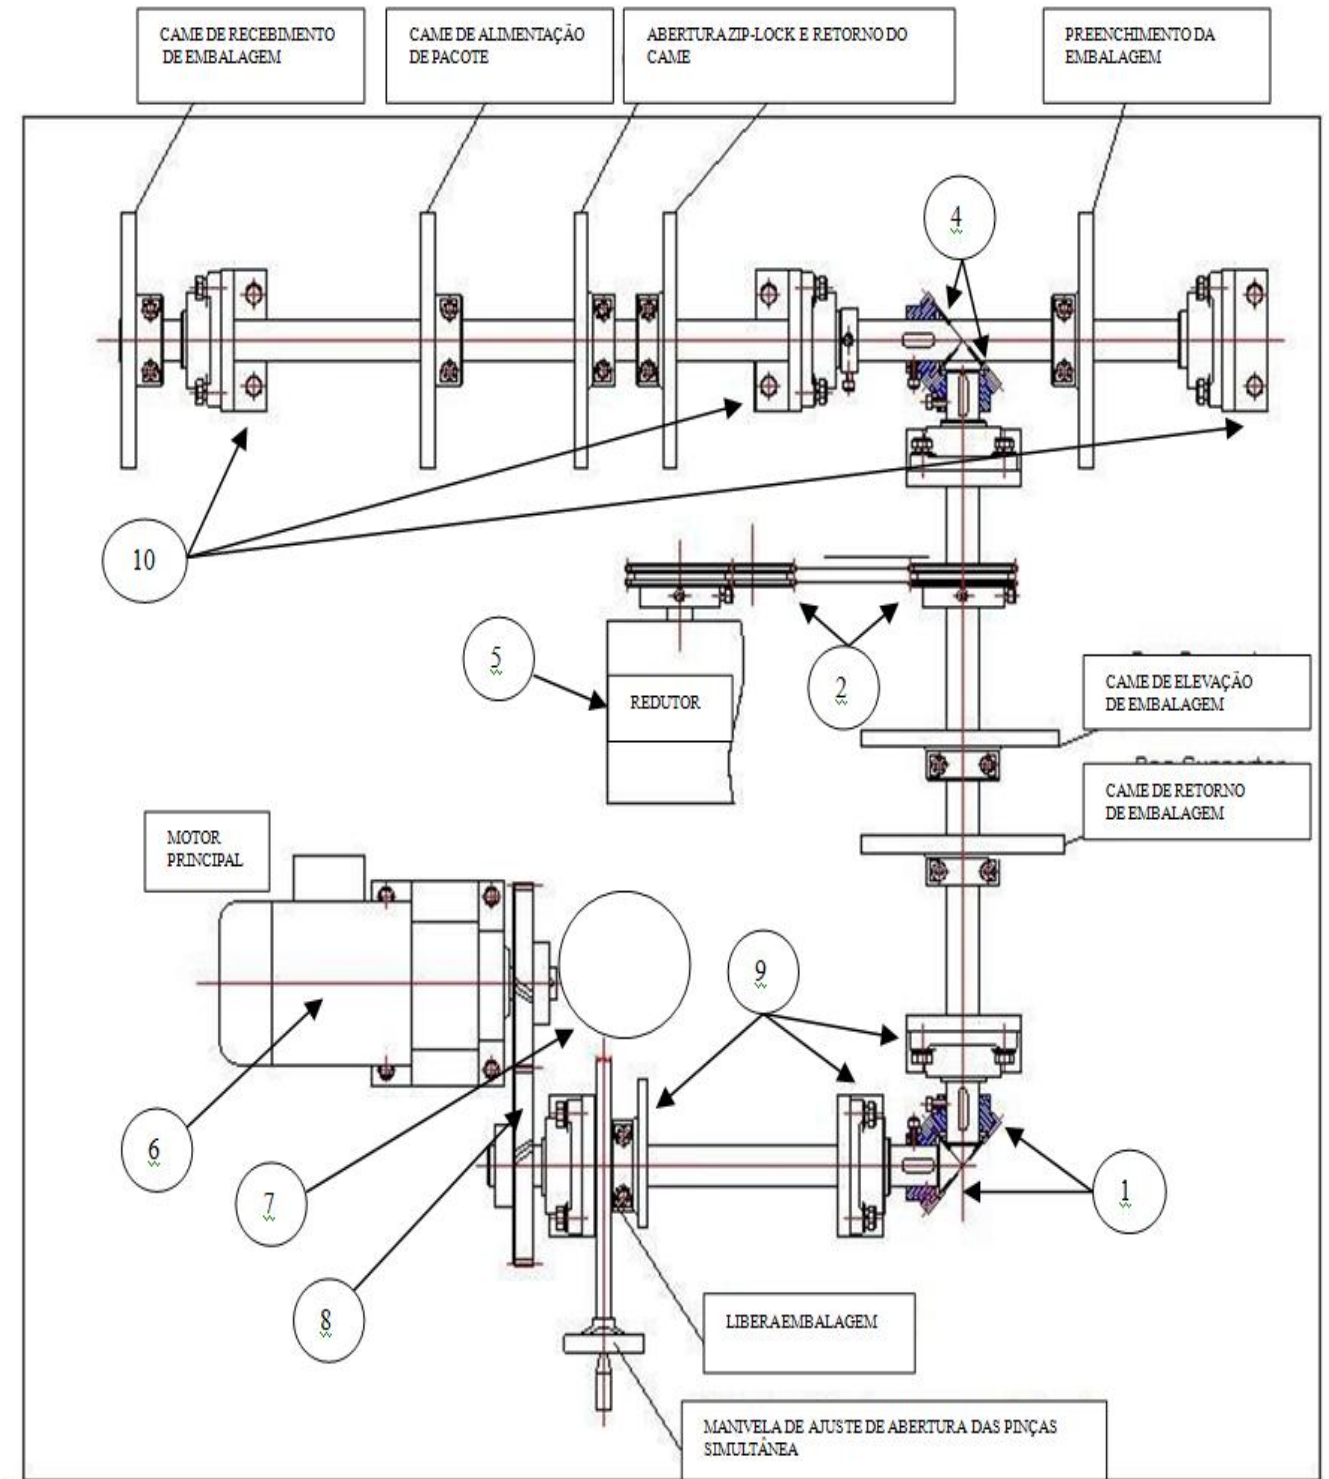 CAME DE RECEBIMENTO
DE EMBALAGEM
CAME DE ALIMENTAÇÃO
DE PACOTE
ABERTURA ZIP-LOCK E RETORNO DO
CAME
PREENCHIMENTO DA
EMBALAGEM
4
10
5
2
REDUTOR
CAME DE ELEVAÇÃO
DE EMBALAGEM
CAME DE RETORNO
DE EMBALAGEM
MOTOR
PRINCIPAL
9
6
7
1
8
LIBERA EMBALAGEM
MANIVELA DE AJUSTE DE ABERTURA DAS PINÇAS
SIMULTÂNEA